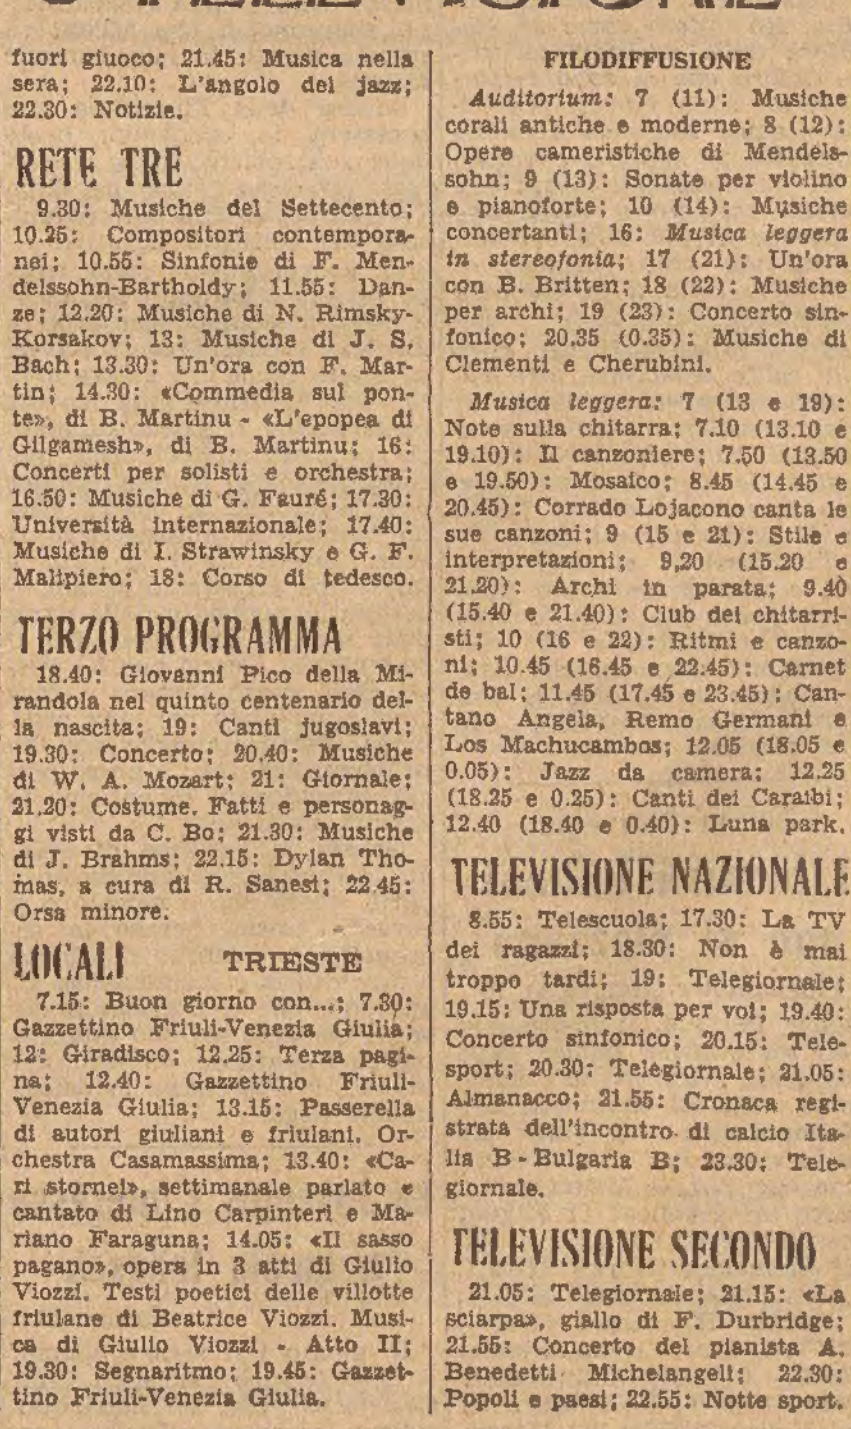 fuori giuoco; 21.45: Musica nella
sera; 22.10: L'angolo del jazz;
22.30: Notizie.
RETE TRE
9.30: Musiche del Settecento;
10.25: Compositori contempora-
nei; 10.55: Sinfonie di F. Men-
delssohn-Bartholdy; 11.55: Dan-
ze; 12.20: Musiche di N. Rimsky-
Korsakov; 13: Musiche di J. S.
Bach; 13.30: Un'ora con F. Mar-
tin; 14.30: «Commedia sul pon-
te», di B. Martinu - «L'epopea di
Gilgamesh», di B. Martinu; 16:
Concerti per solisti e orchestra;
16.50: Musiche di G. Fauré; 17.30:
Università internazionale; 17.40:
Musiche di I. Strawinsky e G. F.
Malipiero; 18: Corso di tedesco.
TERZO PROGRAMMA
18.40: Giovanni Pico della Mi-
randola nel quinto centenario del-
la nascita; 19: Canti jugoslavi;
19.30: Concerto; 20.40: Musiche
di W. A. Mozart; 21: Giornale;
21.20: Costume. Fatti e personag-
gi visti da C. Bo; 21.30: Musiche
di J. Brahms; 22.15: Dylan Tho-
mas, a cura di R. Sanesi; 22.45:
Orsa minore.
LOCALI TRIESTE
7.15: Buon giorno con...; 7.30:
Gazzettino Friuli-Venezia Giulia;
12: Giradisco; 12.25: Terza pagi-
na; 12.40: Gazzettino Friuli-
Venezia Giulia; 13.15: Passerella
di autori giuliani e friulani. Or-
chestra Casamassima; 13.40: «Ca-
ri stornei», settimanale parlato e
cantato di Lino Carpinteri e Ma-
riano Faraguna; 14.05: «Il sasso
pagano», opera in 3 atti di Giulio
Viozzi. Testi poetici delle villotte
friulane di Beatrice Viozzi. Musi-
ca di Giulio Viozzi - Atto II;
19.30: Segnaritmo; 19.45: Gazzet-
tino Friuli-Venezia Giulia.
FILODIFFUSIONE
Auditorium: 7 (11): Musiche
corali antiche e moderne; 8 (12):
Opere cameristiche di Mendels-
sohn; 9 (13): Sonate per violino
e pianoforte; 10 (14): Musiche
concertanti; 16: Musica leggera
in stereofonia; 17 (21): Un'ora
con B. Britten; 18 (22): Musiche
per archi; 19 (23): Concerto sin-
fonico; 20.35 (0.35): Musiche di
Clementi e Cherubini.
Musica leggera: 7 (13 e 19):
Note sulla chitarra; 7.10 (13.10 e
19.10): Il canzoniere; 7.50 (13.50
e 19.50): Mosaico; 8.45 (14.45 e
20.45): Corrado Lojacono canta le
sue canzoni; 9 (15 e 21): Stile e
interpretazioni; 9,20 (15.20 e
21.20): Archi in parata; 9.40
(15.40 e 21.40): Club dei chitarri-
sti; 10 (16 e 22): Ritmi e canzo-
ni; 10.45 (16.45 e 22.45): Carnet
de bal; 11.45 (17.45 e 23.45): Can-
tano Angela, Remo Germani e
Los Machucambos; 12.05 (18.05 e
0.05): Jazz da camera; 12.25
(18.25 e 0.25): Canti dei Caraibi;
12.40 (18.40 e 0.40): Luna park.
TELEVISIONE NAZIONALE
8.55: Telescuola; 17.30: La TV
dei ragazzi; 18.30: Non è mai
troppo tardi; 19: Telegiornale;
19.15: Una risposta per voi; 19.40:
Concerto sinfonico; 20.15: Tele-
sport; 20.30: Telegiornale; 21.05:
Almanacco; 21.55: Cronaca regi-
strata dell'incontro di calcio Ita-
lia B - Bulgaria B; 23.30: Tele-
giornale.
TELEVISIONE SECONDO
21.05: Telegiornale; 21.15: «La
sciarpa», giallo di F. Durbridge;
21.55: Concerto del pianista A.
Benedetti Michelangeli; 22.30:
Popoli e paesi; 22.55: Notte sport.